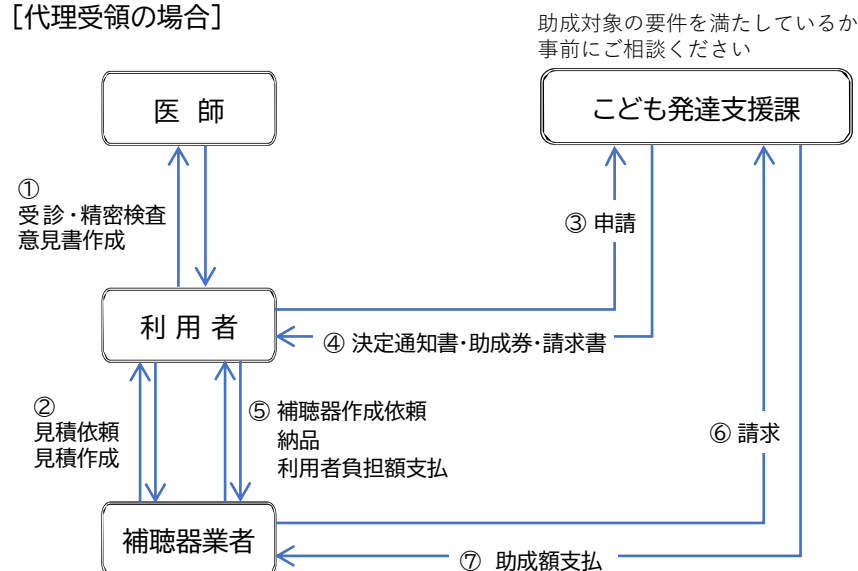 ［代理受領の場合］
助成対象の要件を満たしているか
事前にご相談ください
医 師
こども発達支援課
①
受診・精密検査
意見書作成
③ 申請
利 用 者
④ 決定通知書・助成券・請求書
②
見積依頼
見積作成
⑤ 補聴器作成依頼
納品
利用者負担額支払
⑥ 請求
補聴器業者
⑦ 助成額支払